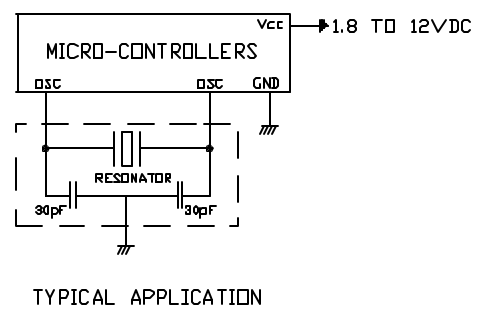 Vcc
1.8 TO 12VDC
MICRO-CONTROLLERS
OSC OSC GND
RESONATOR
30pF 30pF
TYPICAL APPLICATION